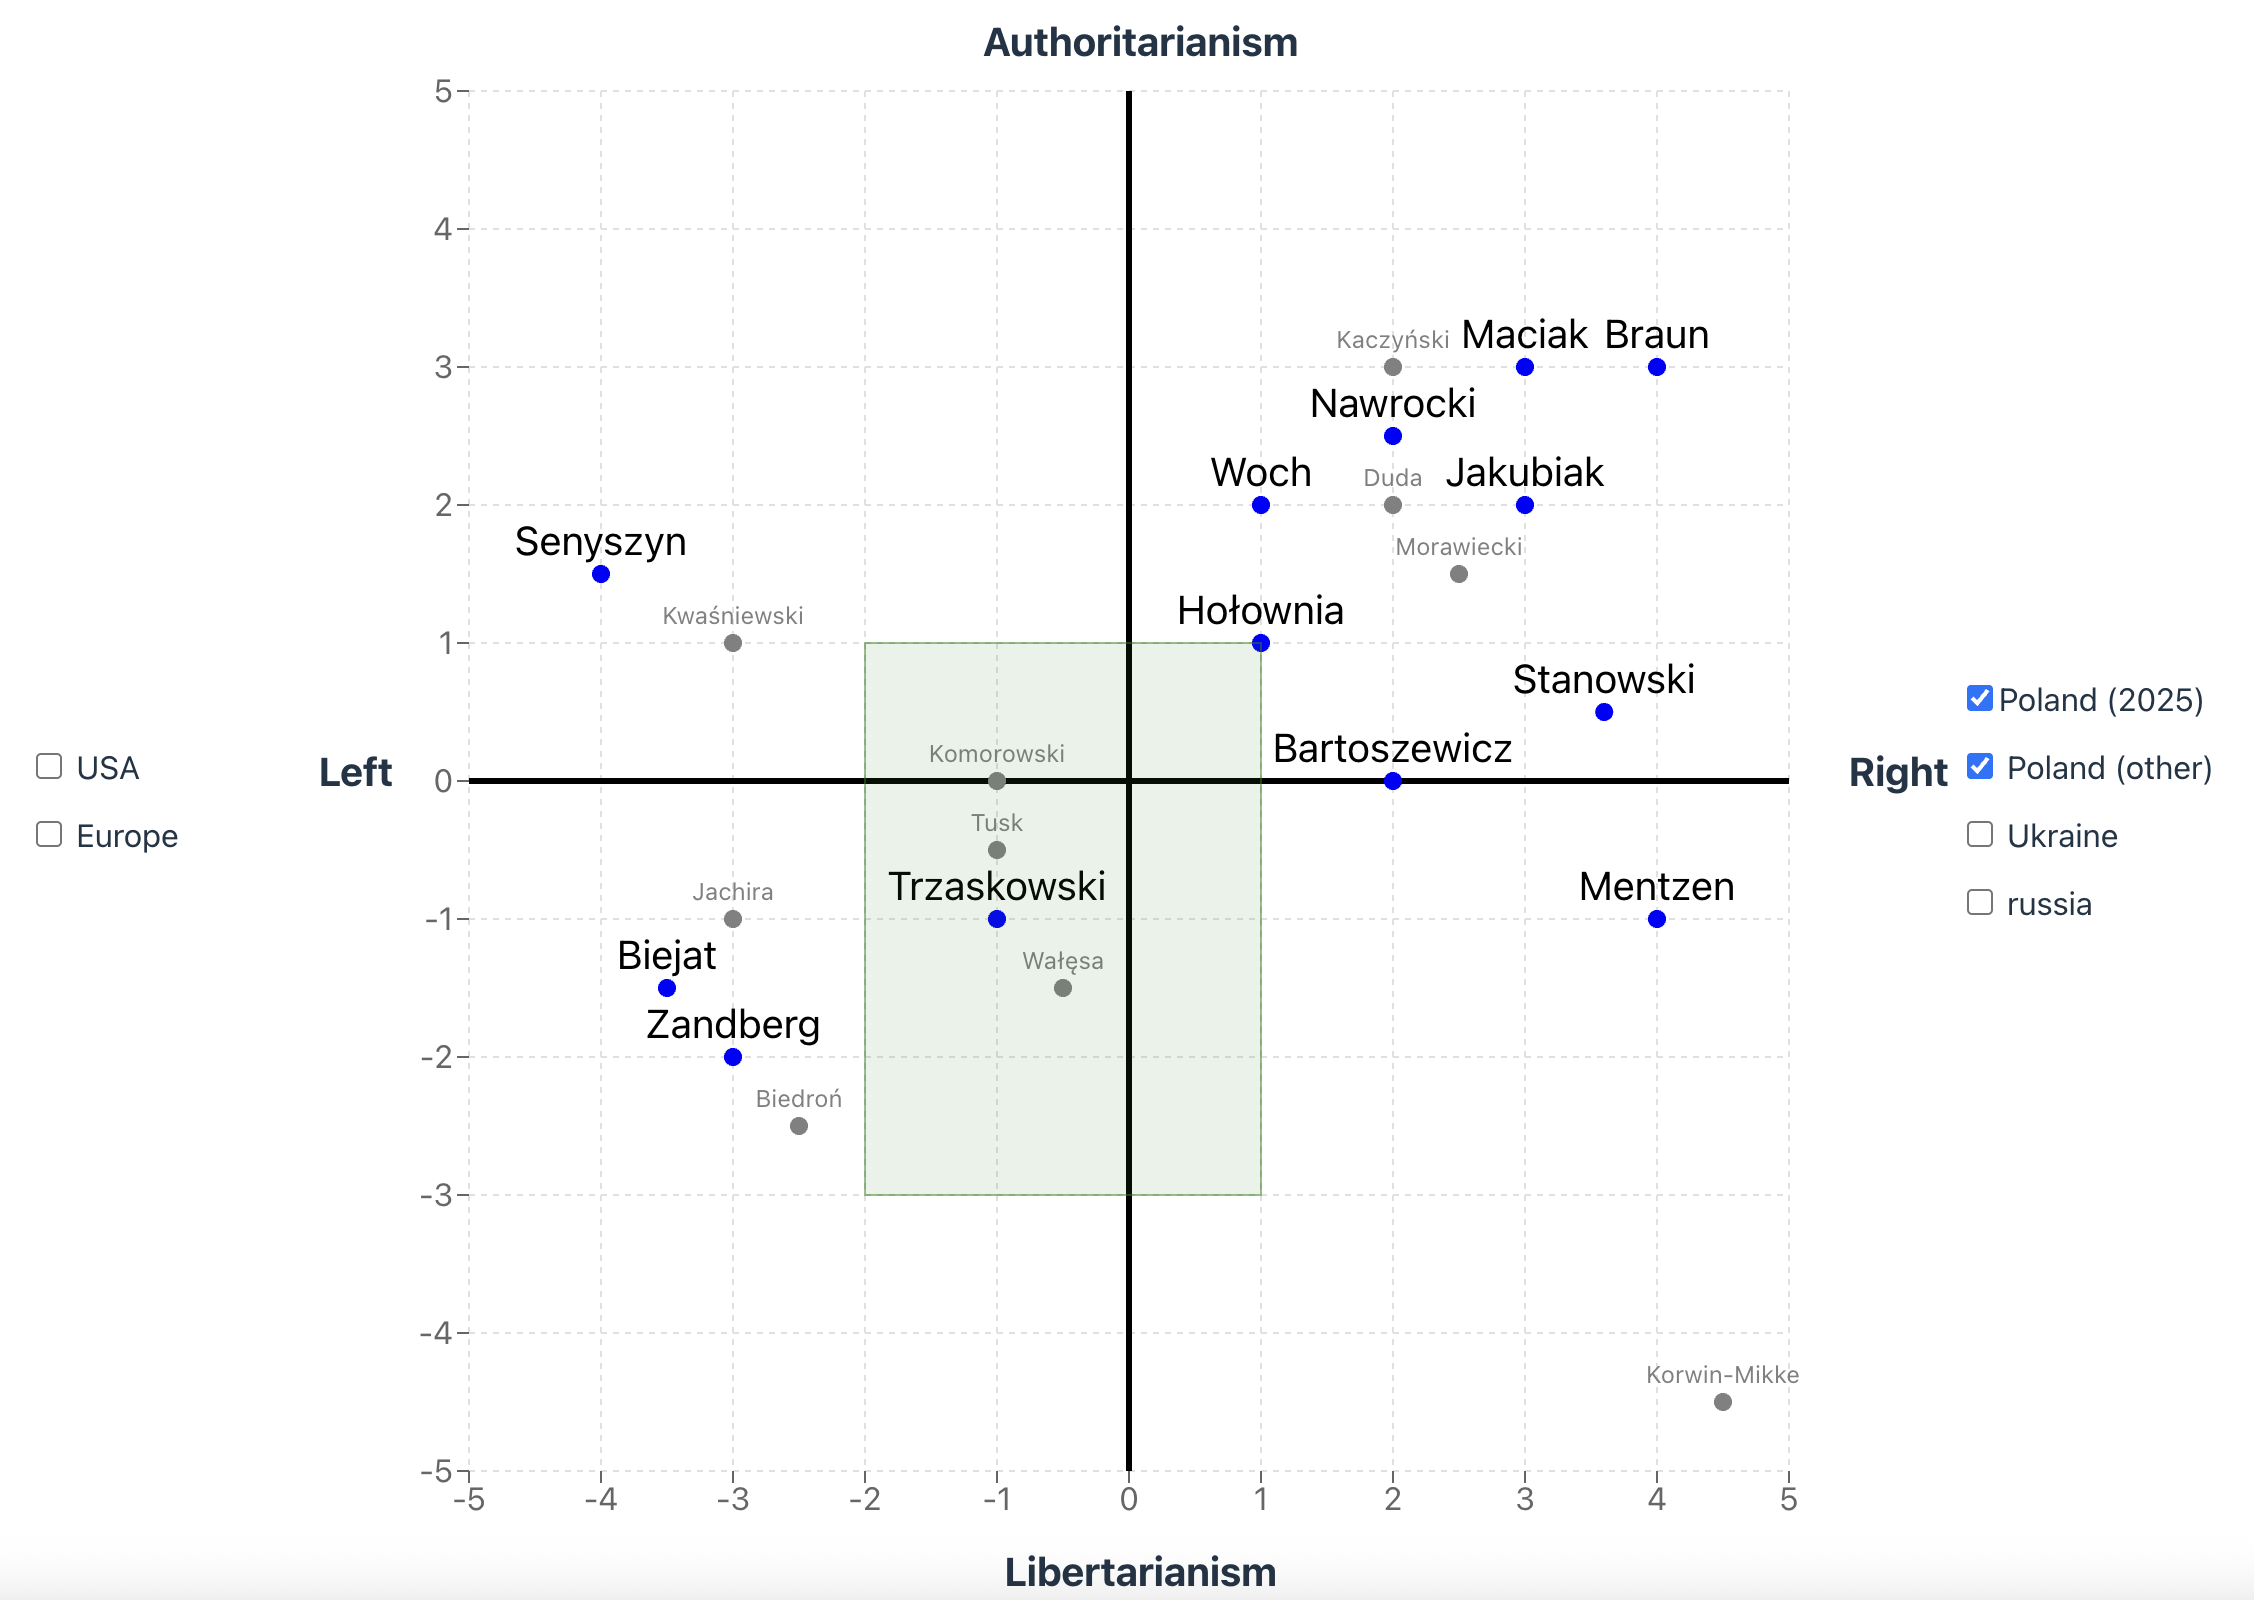 Authoritarianism
5
4
Kaczyński Maciak Braun
3
Nawrocki
Woch Duda Jakubiak
2
Senyszyn
Morawiecki
Kwaśniewski Hołownia
1
Stanowski
Poland (2025)
Komorowski Bartoszewicz
USA Left 0 Right Poland (other)
Tusk
Europe Ukraine
Jachira Trzaskowski Mentzen
-1 russia
Biejat Wałęsa
Zandberg
-2
Biedroń
-3
-4
Korwin-Mikke
-5
-5 -4 -3 -2 -1 0 1 2 3 4 5
Libertarianism